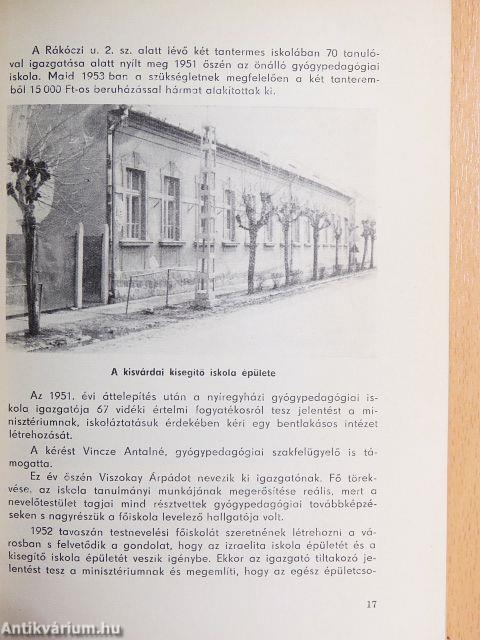 A Rákóczi u. 2. sz. alatt lévő két tantermes iskolában 70 tanuló-
val igazgatása alatt nyílt meg 1951 őszén az önálló gyógypedagógiai
iskola. Maid 1953 ban a szükségletnek megfelelően a két tanterem-
ből 15 000 Ft-os beruházással hármat alakítottak ki.
A kisvárdai kisegítő iskola épülete
Az 1951. évi áttelepítés után a nyíregyházi gyógypedagógiai is-
kola igazgatója 67 vidéki értelmi fogyatékosról tesz jelentést a mi-
nisztériumnak, iskoláztatásuk érdekében kéri egy bentlakásos intézet
létrehozását.
A kérést Vincze Antalné, gyógypedagógiai szakfelügyelő is tá-
mogatta.
Ez év őszén Viszokay Árpádot nevezik ki igazgatónak. Fő törek-
vése, az iskola tanulmányi munkájának megerősítése reális, mert a
nevelőtestület tagjai mind résztvettek gyógypedagógiai továbbképzé-
seken s nagyrészük a főiskola levelező hallgatója volt.
1952 tavaszán testnevelési főiskolát szeretnének létrehozni a vá-
rosban s felvetődik a gondolat, hogy az izraelita iskola épületét és a
kisegítő iskola épületét veszik igénybe. Ekkor az igazgató tiltakozó je-
lentést tesz a minisztériumnak és megemlíti, hogy az egész épületcso-
17
Antikvárium.hu